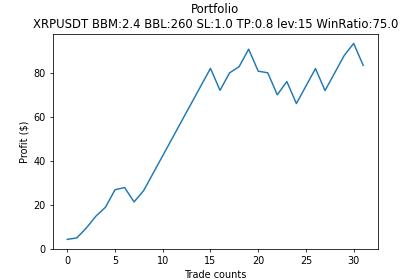 Portfolio
XRPUSDT BBM:2.4 BBL:260 SL:1.0 TP:0.8 lev:15 WinRatio:75.0
Profit ($)
80
60
40
20
0
0 5 10 15 20 25 30
Trade counts